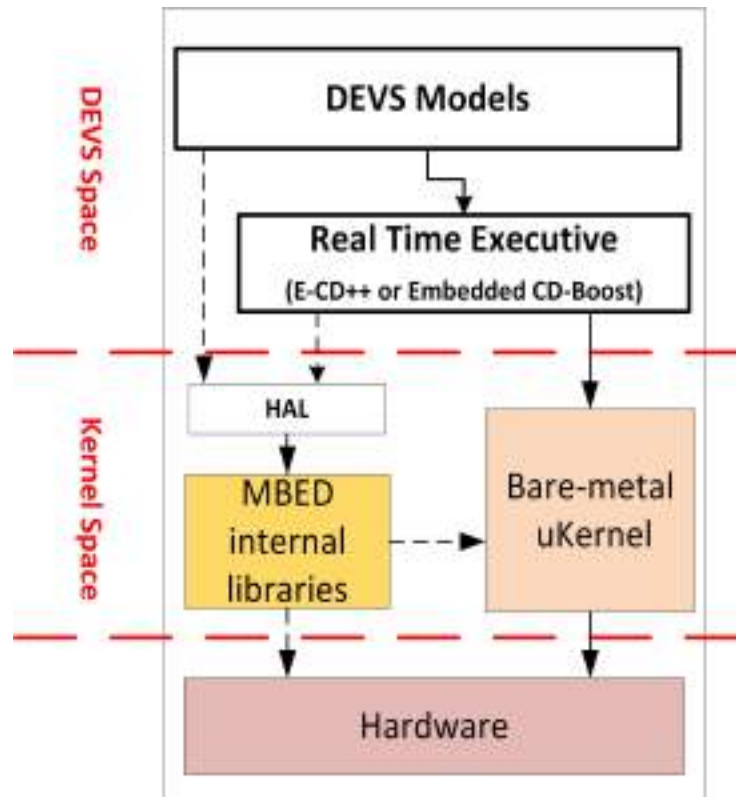 DEVS Space
DEVS Models
Real Time Executive
(E-CD++ or Embedded CD-Boost)
Kernel Space
HAL
MBED
internal
libraries
Bare-metal
uKernel
Hardware